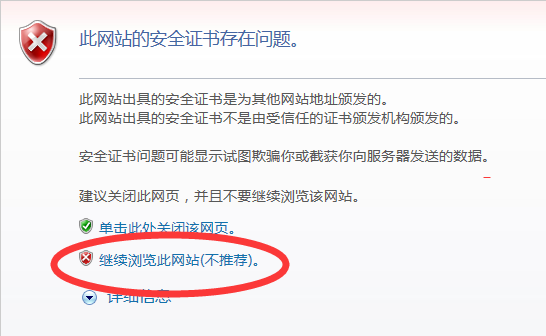 此网站的安全证书存在问题。
此网站出具的安全证书是为其他网站地址颁发的。
此网站出具的安全证书不是由受信任的证书颁发机构颁发的。
安全证书问题可能显示试图欺骗你或截获你向服务器发送的数据。
建议关闭此网页，并且不要继续浏览该网站。
单击此处关闭该网页。
继续浏览此网站(不推荐)。
详细信息